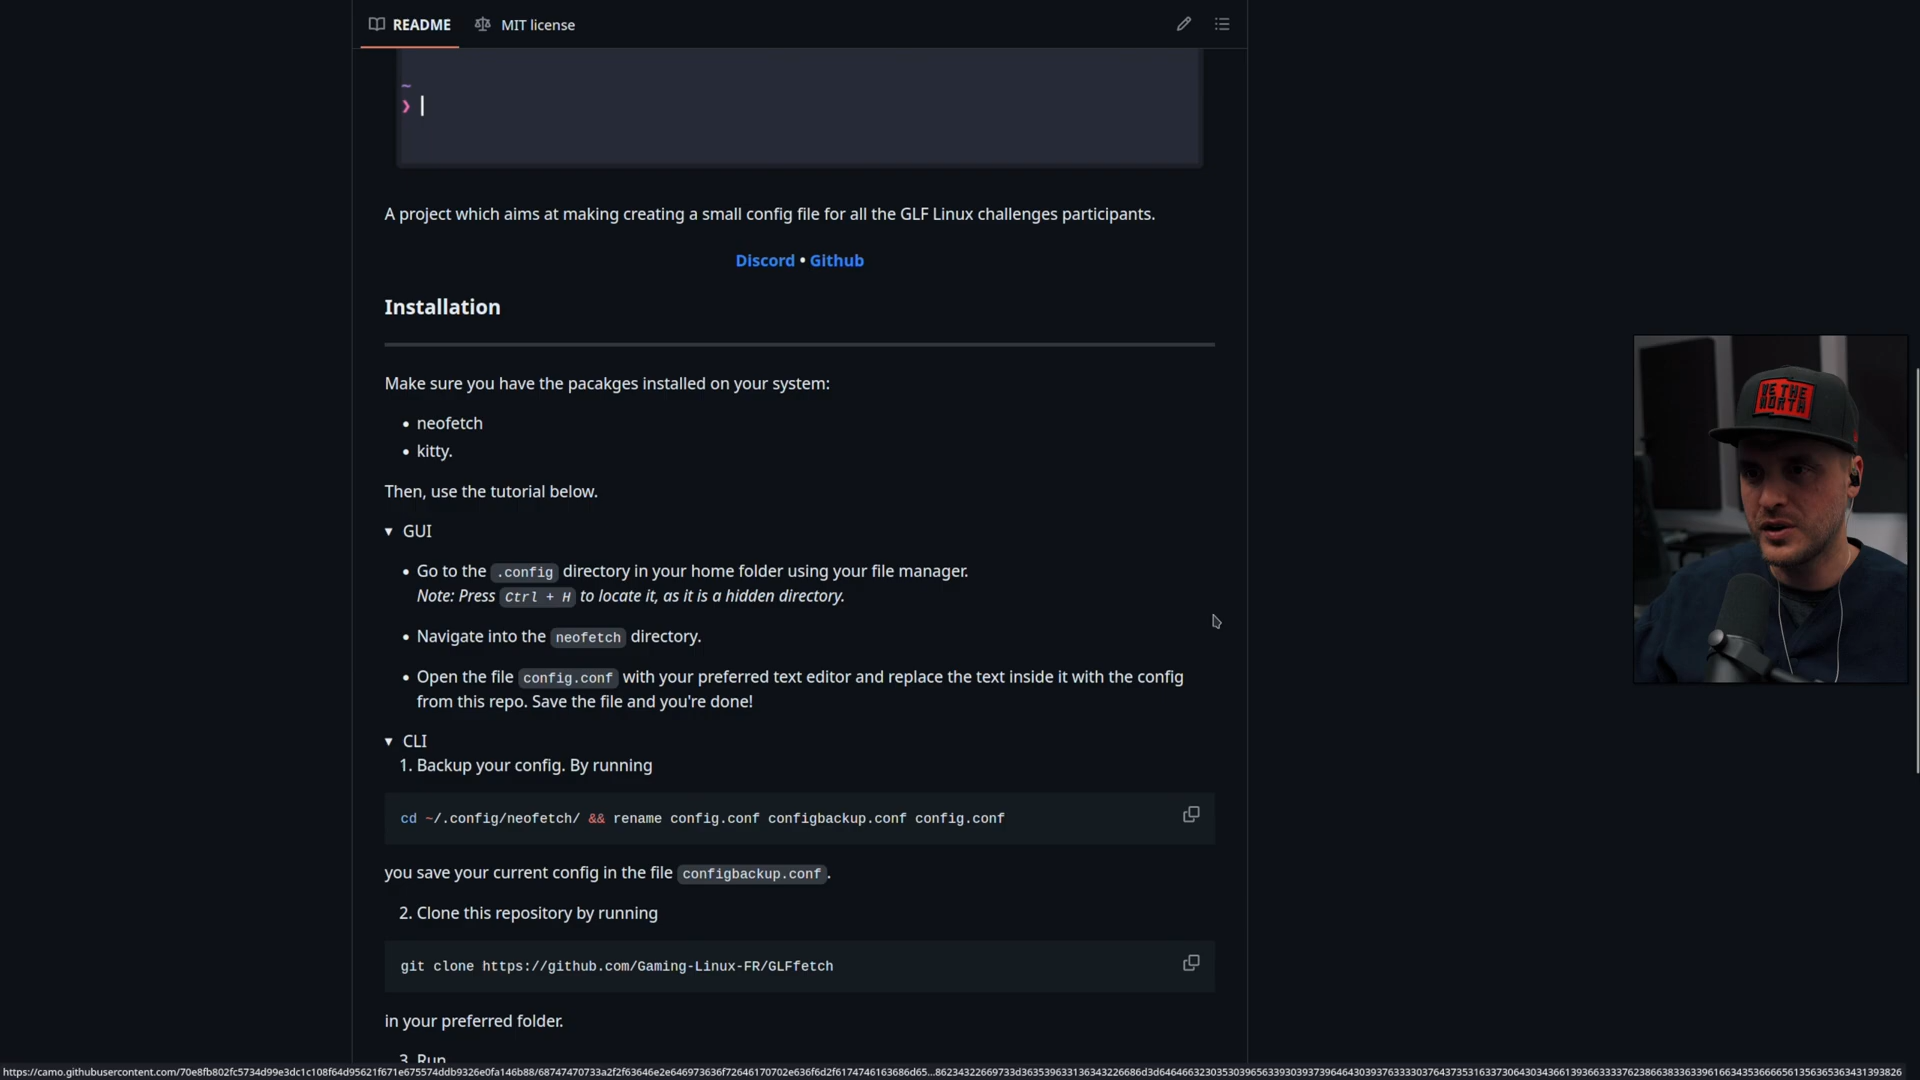 README
MIT license
~
❯
A project which aims at making creating a small config file for all the GLF Linux challenges participants.
Discord • Github
Installation
Make sure you have the pacakges installed on your system:
• neofetch
• kitty.
Then, use the tutorial below.
▼ GUI
• Go to the .config directory in your home folder using your file manager.
Note: Press Ctrl + H to locate it, as it is a hidden directory.
• Navigate into the neofetch directory.
• Open the file config.conf with your preferred text editor and replace the text inside it with the config
from this repo. Save the file and you're done!
▼ CLI
1. Backup your config. By running
cd ~/.config/neofetch/ && rename config.conf configbackup.conf config.conf
you save your current config in the file configbackup.conf.
2. Clone this repository by running
git clone https://github.com/Gaming-Linux-FR/GLFfetch
in your preferred folder.
3. Run
WE THE
NORTH